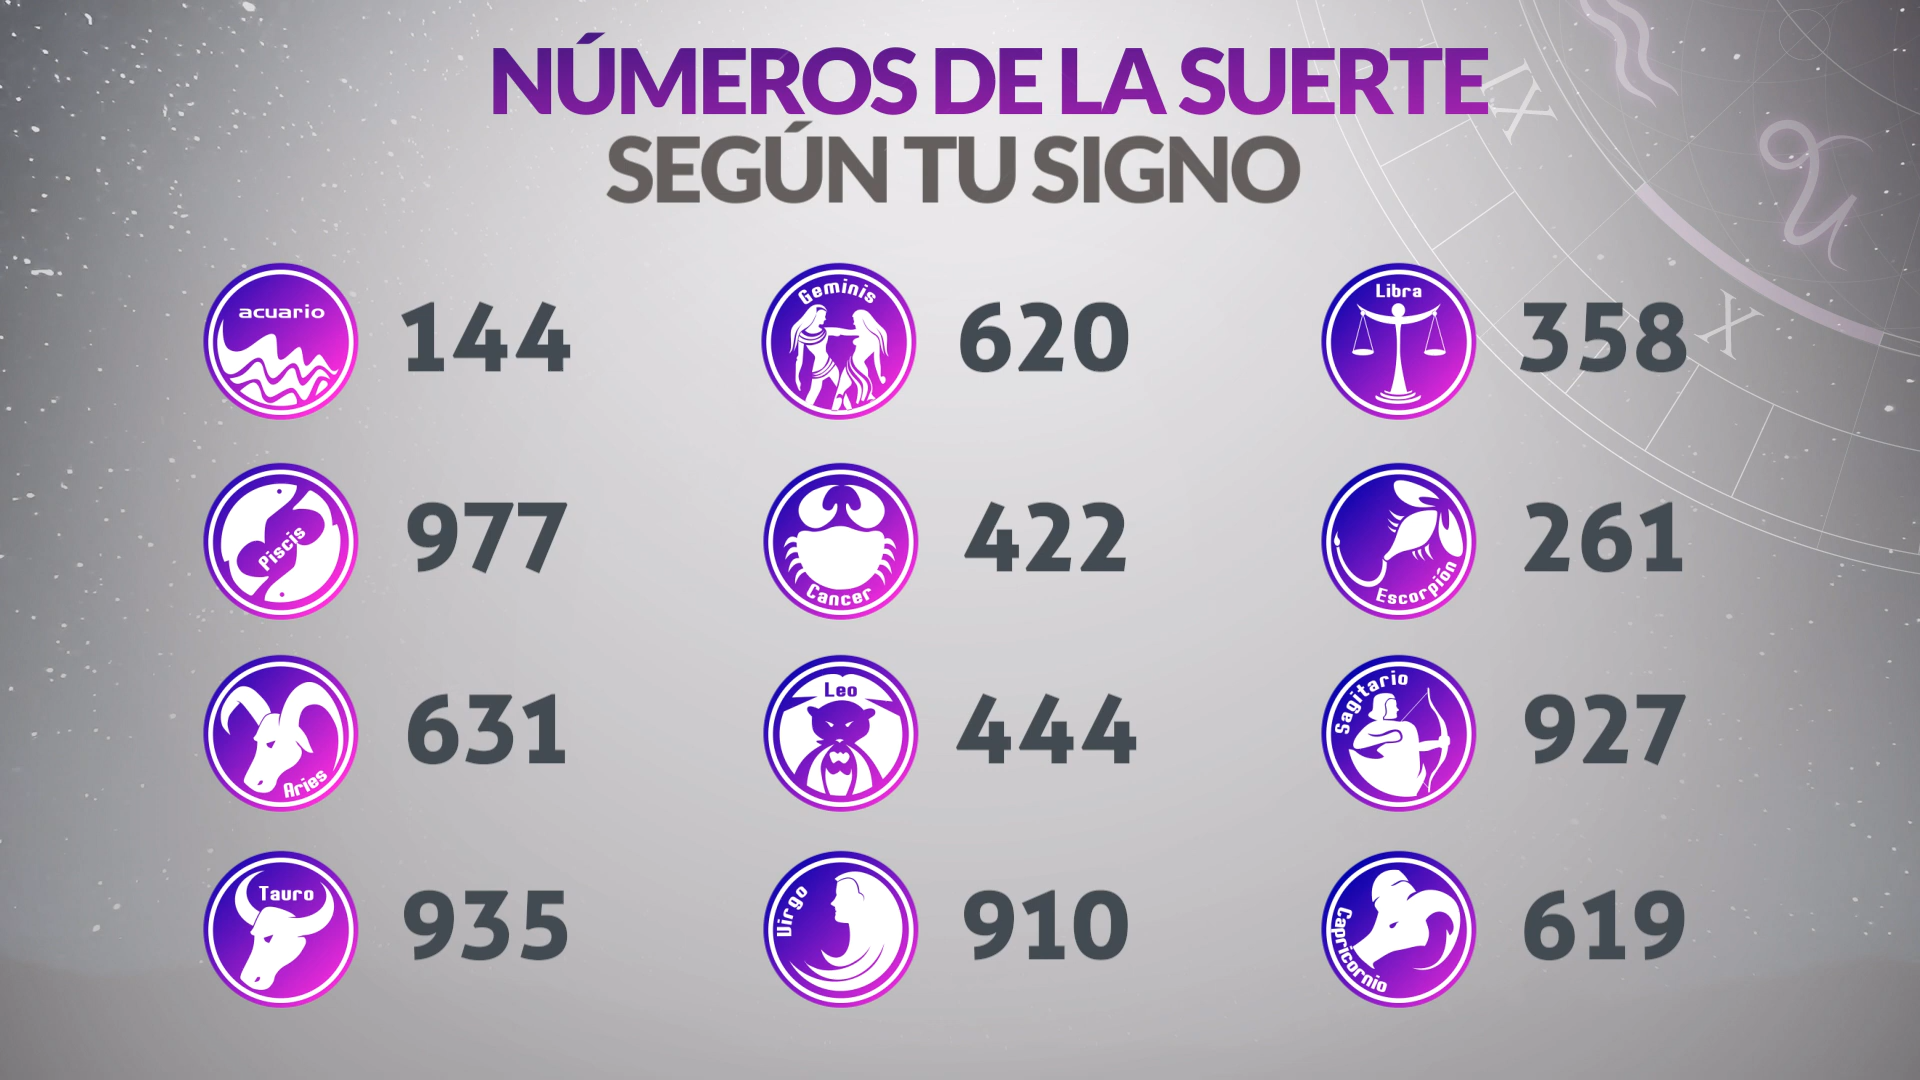 NÚMEROS DE LA SUERTE
SEGÚN TU SIGNO
acuario 144
Geminis 620
Libra 358
Piscis 977
Cancer 422
Escorpión 261
Aries 631
Leo 444
Sagitario 927
Tauro 935
Virgo 910
Capricornio 619
IX
X